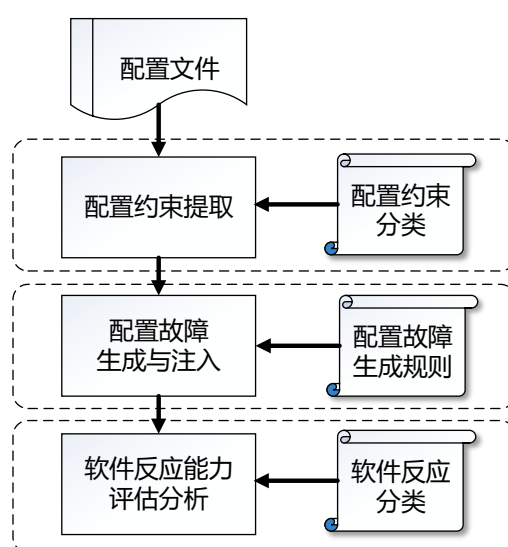 配置文件
配置约束提取
配置约束
分类
配置故障
生成与注入
配置故障
生成规则
软件反应能力
评估分析
软件反应
分类